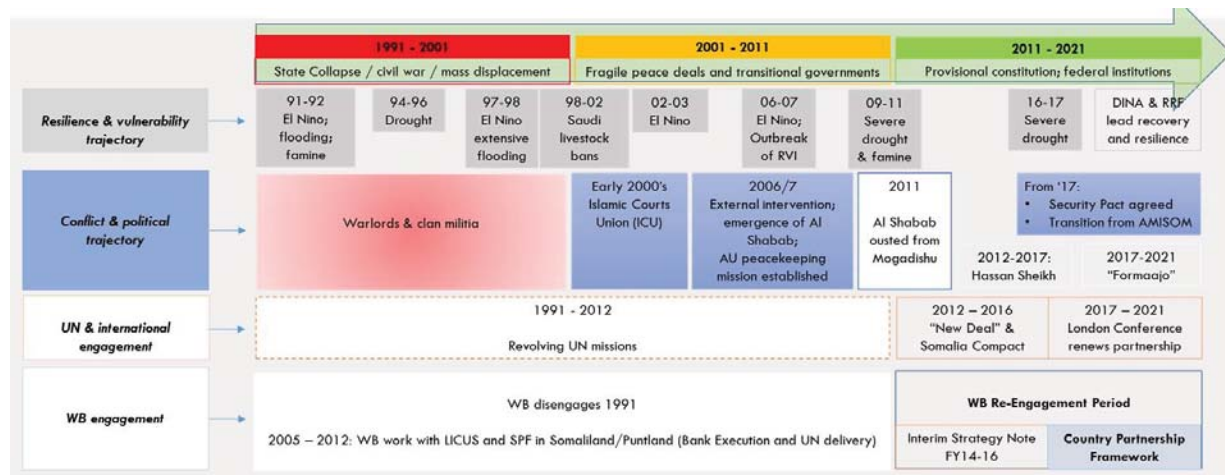 1991 - 2001
State Collapse / civil war / mass displacement
2001 - 2011
Fragile peace deals and transitional governments
2011 - 2021
Provisional constitution; federal institutions
Resilience & vulnerability
trajectory
91-92
El Nino;
flooding;
famine
94-96
Drought
97-98
El Nino
extensive
flooding
98-02
Saudi
livestock
bans
02-03
El Nino
06-07
El Nino;
Outbreak
of RVI
09-11
Severe
drought
& famine
16-17
Severe
drought
DINA & RRF
lead recovery
and resilience
Conflict & political
trajectory
Warlords & clan militia
Early 2000's
Islamic Courts
Union (ICU)
2006/7
External intervention;
emergence of Al
Shabab;
AU peacekeeping
mission established
2011
Al Shabab
ousted from
Mogadishu
From '17:
• Security Pact agreed
• Transition from AMISOM
2012-2017:
Hassan Sheikh
2017-2021
"Formaajo"
UN & international
engagement
1991 - 2012
Revolving UN missions
2012 – 2016
"New Deal" &
Somalia Compact
2017 – 2021
London Conference
renews partnership
WB engagement
WB disengages 1991
2005 – 2012: WB work with LICUS and SPF in Somaliland/Puntland (Bank Execution and UN delivery)
WB Re-Engagement Period
Interim Strategy Note
FY14-16
Country Partnership
Framework